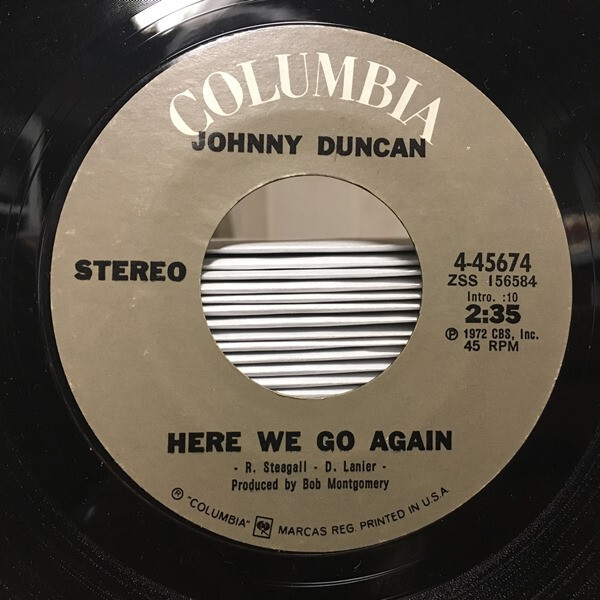 COLUMBIA
JOHNNY DUNCAN
STEREO
4-45674
ZSS 156584
Intro. :10
2:35
℗ 1972 CBS, Inc.
45 RPM
HERE WE GO AGAIN
- R. Steagall - D. Lanier -
Produced by Bob Montgomery
® "COLUMBIA" MARCAS REG. PRINTED IN U.S.A.